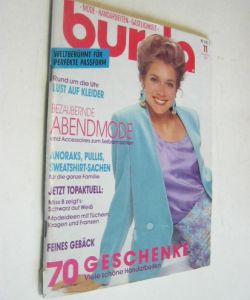 MODE · HANDARBEITEN · GASTLICHKEIT
burda
11
WELTBERÜHMT FÜR
PERFEKTE PASSFORM
Rund um die Uhr
LUST AUF KLEIDER
BEZAUBERNDE
ABENDMODE
und Accessoires zum Selbermachen
ANORAKS, PULLIS,
SWEATSHIRT-SACHEN
für die ganze Familie
JETZT TOPAKTUELL:
Miss B zeigt's:
Schwarz auf Weiß
Modeideen mit Tüchern,
Kragen und Fransen
FEINES GEBÄCK
70 GESCHENKE
Viele schöne Handarbeiten